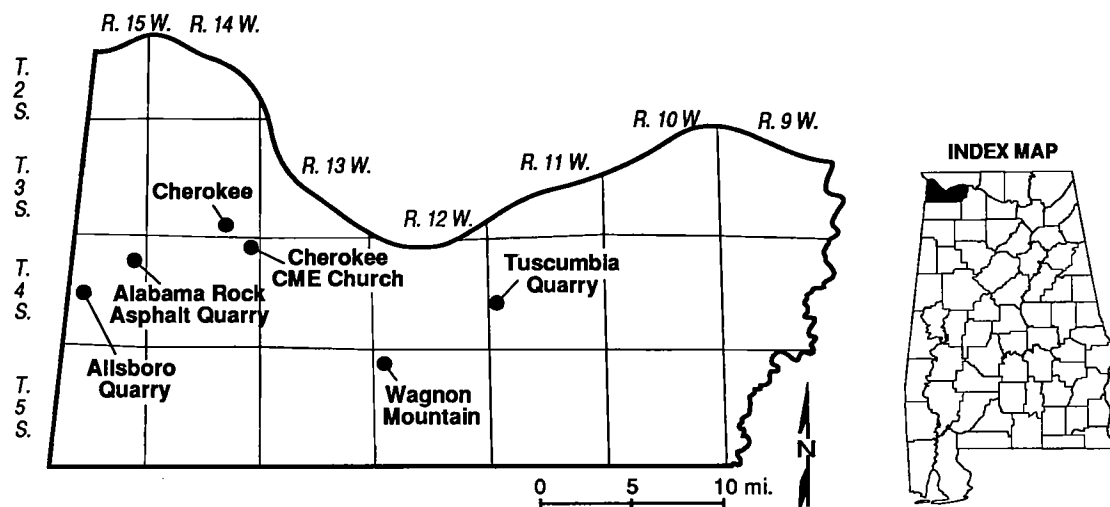 R. 15 W.
R. 14 W.
T.
2
S.
R. 10 W.
R. 9 W.
T.
3
S.
R. 13 W.
R. 11 W.
INDEX MAP
Cherokee
R. 12 W.
T.
4
S.
Cherokee
CME Church
Tuscumbia
Quarry
Alabama Rock
Asphalt Quarry
Allsboro
Quarry
T.
5
S.
Wagnon
Mountain
N
0 5 10 mi.